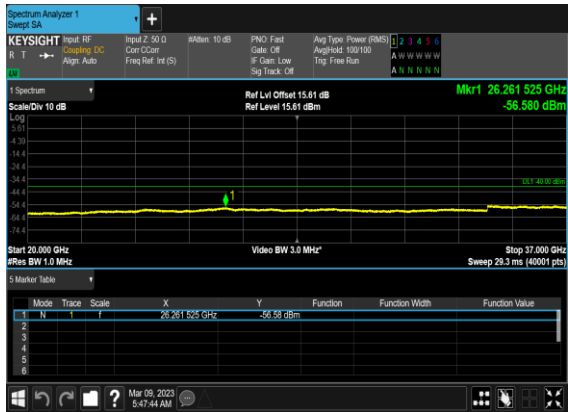 Spectrum Analyzer 1
Swept SA
+
KEYSIGHT Input: RF Input Z: 50 Ω #Atten: 10 dB PNO: Fast Avg Type: Power (RMS) 1 2 3 4 5 6
R T Coupling: DC Corr CCorr Gate: Off Avg|Hold: 100/100 A W W W W W
Align: Auto Freq Ref: Int (S) IF Gain: Low Trig: Free Run
LXI Sig Track: Off A N N N N N
1 Spectrum Ref Lvl Offset 15.61 dB Mkr1 26.261 525 GHz
Scale/Div 10 dB Ref Level 15.61 dBm -56.580 dBm
Log
5.61
-4.39
-14.4
-24.4
DL1 -40.00 dBm
-44.4
1
-54.4
-64.4
-74.4
Start 20.000 GHz Video BW 3.0 MHz* Stop 37.000 GHz
#Res BW 1.0 MHz Sweep 29.3 ms (40001 pts)
5 Marker Table
Mode Trace Scale X Y Function Function Width Function Value
1 N 1 f 26.261 525 GHz -56.58 dBm
2
3
4
5
6
? Mar 09, 2023
5:47:44 AM